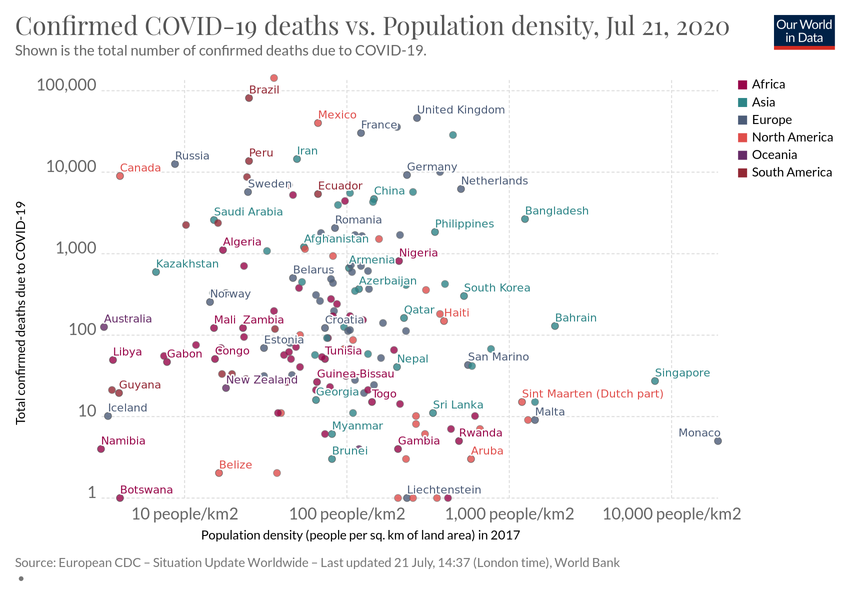 Confirmed COVID-19 deaths vs. Population density, Jul 21, 2020
Shown is the total number of confirmed deaths due to COVID-19.
Our World
in Data
Total confirmed deaths due to COVID-19
100,000
10,000
1,000
100
10
1
Brazil
Mexico
United Kingdom
France
Canada
Russia
Peru
Iran
Germany
Sweden
Ecuador
China
Netherlands
Saudi Arabia
Romania
Bangladesh
Philippines
Algeria
Afghanistan
Nigeria
Kazakhstan
Belarus
Armenia
Azerbaijan
South Korea
Norway
Qatar
Haiti
Australia
Mali
Zambia
Croatia
Bahrain
Libya
Gabon
Congo
Estonia
Tunisia
Nepal
San Marino
Guyana
New Zealand
Guinea-Bissau
Georgia
Togo
Singapore
Sint Maarten (Dutch part)
Iceland
Sri Lanka
Malta
Namibia
Myanmar
Gambia
Rwanda
Monaco
Belize
Brunei
Aruba
Botswana
Liechtenstein
10 people/km2
100 people/km2
1,000 people/km2
10,000 people/km2
Population density (people per sq. km of land area) in 2017
Africa
Asia
Europe
North America
Oceania
South America
Source: European CDC – Situation Update Worldwide – Last updated 21 July, 14:37 (London time), World Bank
•